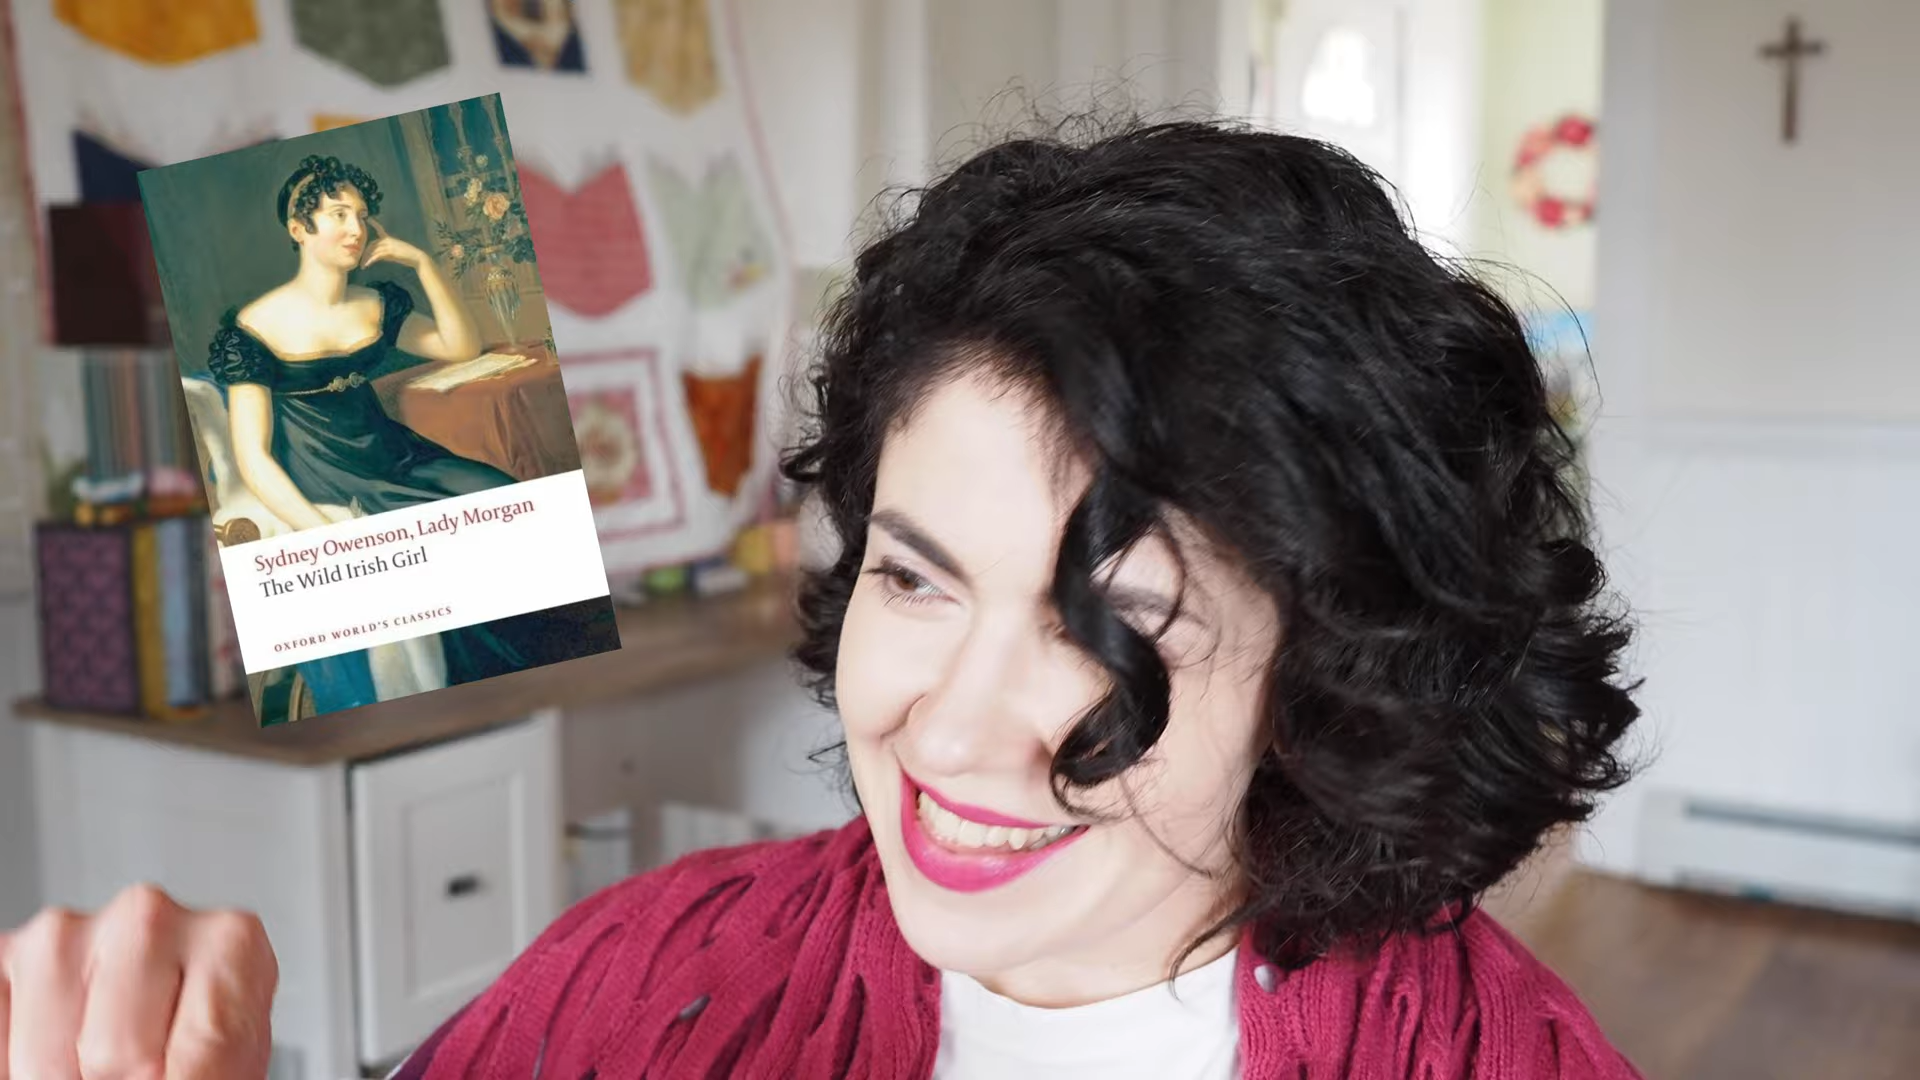 Sydney Owenson, Lady Morgan
The Wild Irish Girl
OXFORD WORLD'S CLASSICS